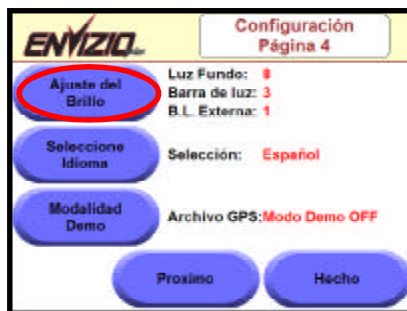 ENVIZIO
Configuración
Página 4
Ajuste del
Brillo
Luz Fundo: 8
Barra de luz: 3
B.L. Externa: 1
Seleccione
Idioma
Selección: Español
Modalidad
Demo
Archivo GPS:Modo Demo OFF
Proximo
Hecho